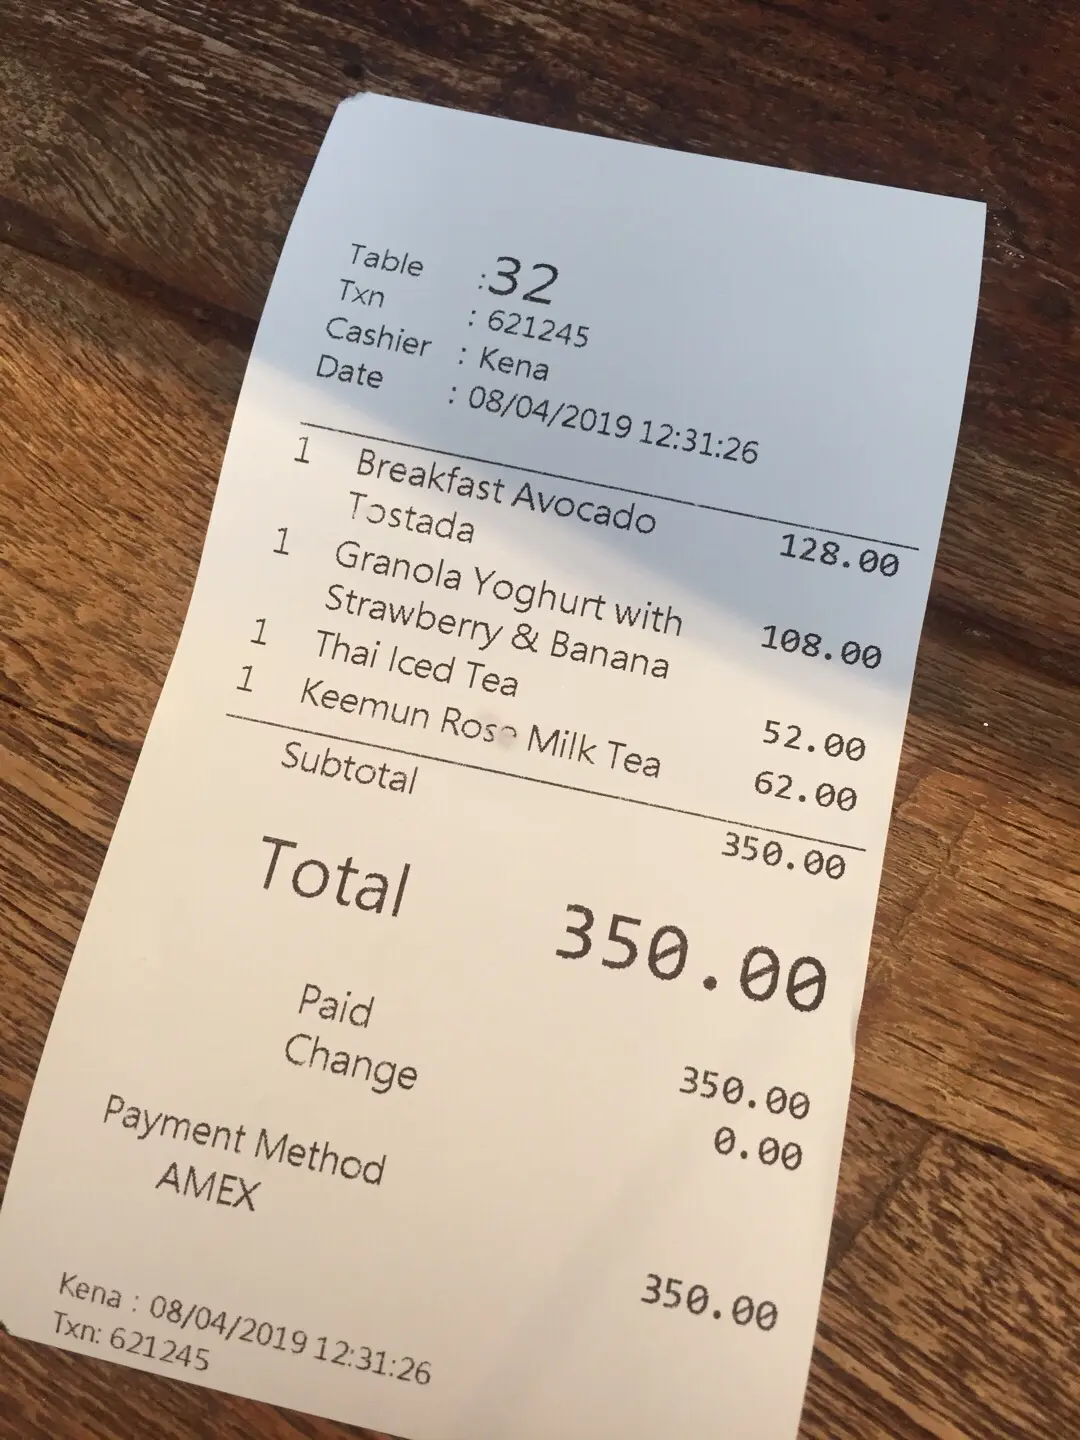 Table :32
Txn : 621245
Cashier : Kena
Date : 08/04/2019 12:31:26
1 Breakfast Avocado
Tostada 128.00
1 Granola Yoghurt with
Strawberry & Banana 108.00
1 Thai Iced Tea 52.00
1 Keemun Rose Milk Tea 62.00
Subtotal 350.00
Total 350.00
Paid 350.00
Change 0.00
Payment Method
AMEX 350.00
Kena : 08/04/2019 12:31:26
Txn: 621245